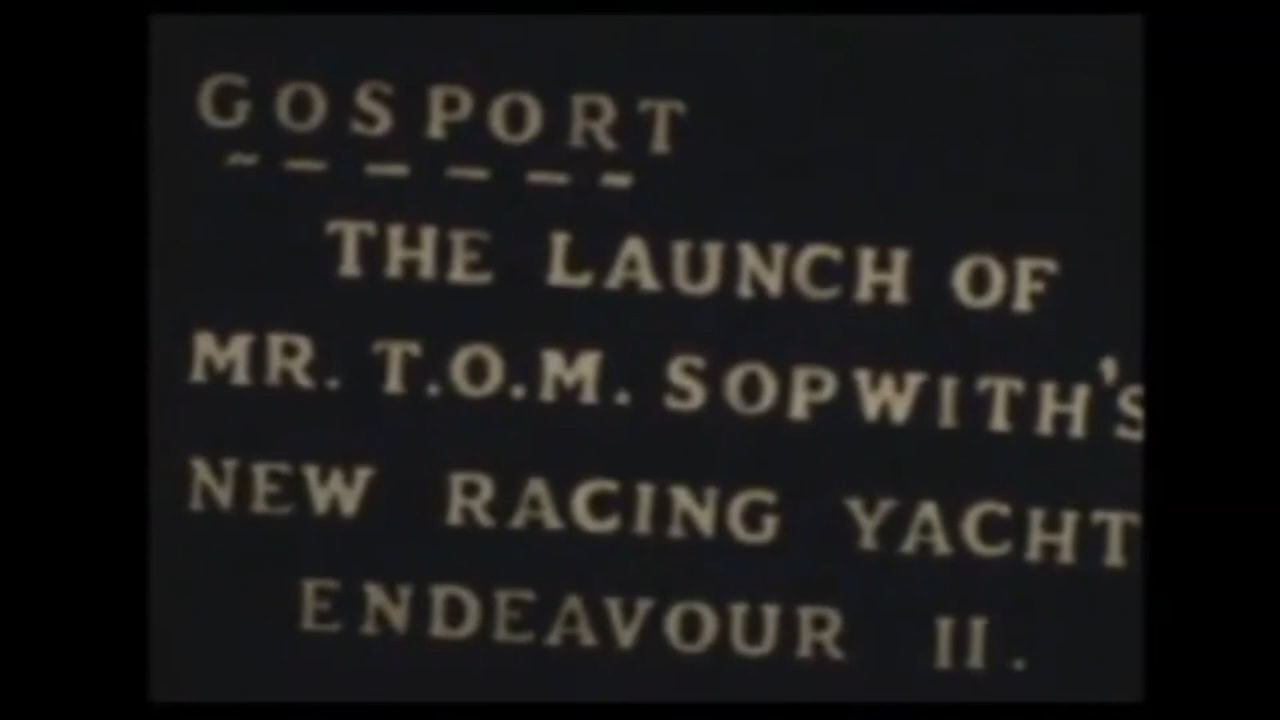 GOSPORT
THE LAUNCH OF
MR. T.O.M. SOPWITH'S
NEW RACING YACHT
ENDEAVOUR II.